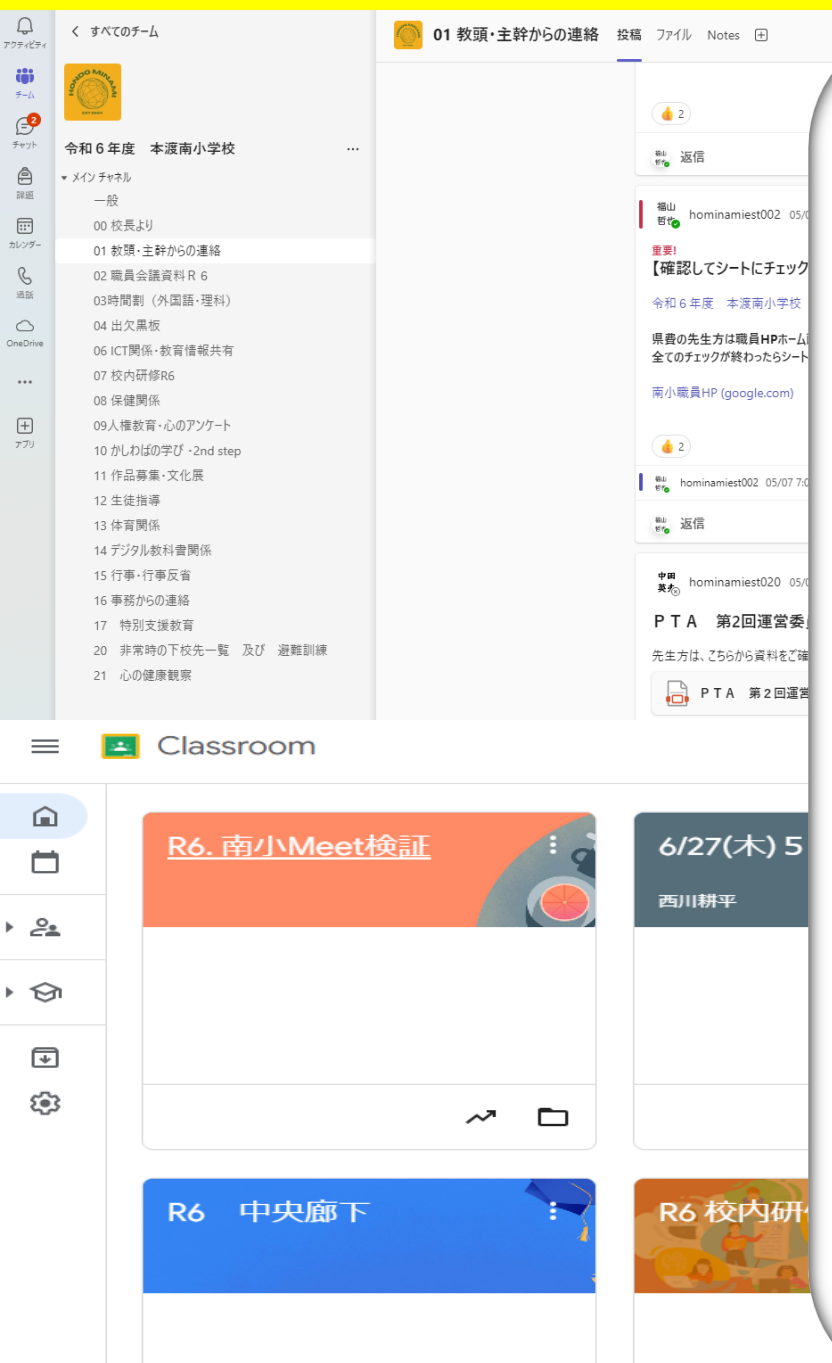 アクティビティ
チーム
2
チャット
課題
カレンダー
通話
OneDrive
アプリ
すべてのチーム
HONDO MINAMI
令和６年度　本渡南小学校
メイン チャネル
一般
00 校長より
01 教頭・主幹からの連絡
02 職員会議資料Ｒ６
03時間割（外国語・理科）
04 出欠黒板
06 ICT関係・教育情報共有
07 校内研修R6
08 保健関係
09人権教育・心のアンケート
10 かしわばの学び ・2nd step
11 作品募集・文化展
12 生徒指導
13 体育関係
14 デジタル教科書関係
15 行事・行事反省
16 事務からの連絡
17　特別支援教育
20　非常時の下校先一覧　及び　避難訓練
21　心の健康観察
01 教頭・主幹からの連絡　投稿　ファイル　Notes
2
返信
福山
哲也
hominamiest002 05/0
重要!
【確認してシートにチェック
令和６年度　本渡南小学校
県費の先生方は職員HPホーム
全てのチェックが終わったらシート
南小職員HP (google.com)
2
hominamiest002 05/07 7:0
返信
中田
hominamiest020 05/0
ＰＴＡ　第2回運営委
先生方は、こちらから資料をご確
ＰＴＡ　第２回運営
Classroom
R6. 南小Meet検証
6/27(木) 5
西川耕平
R6　中央廊下
R6 校内研